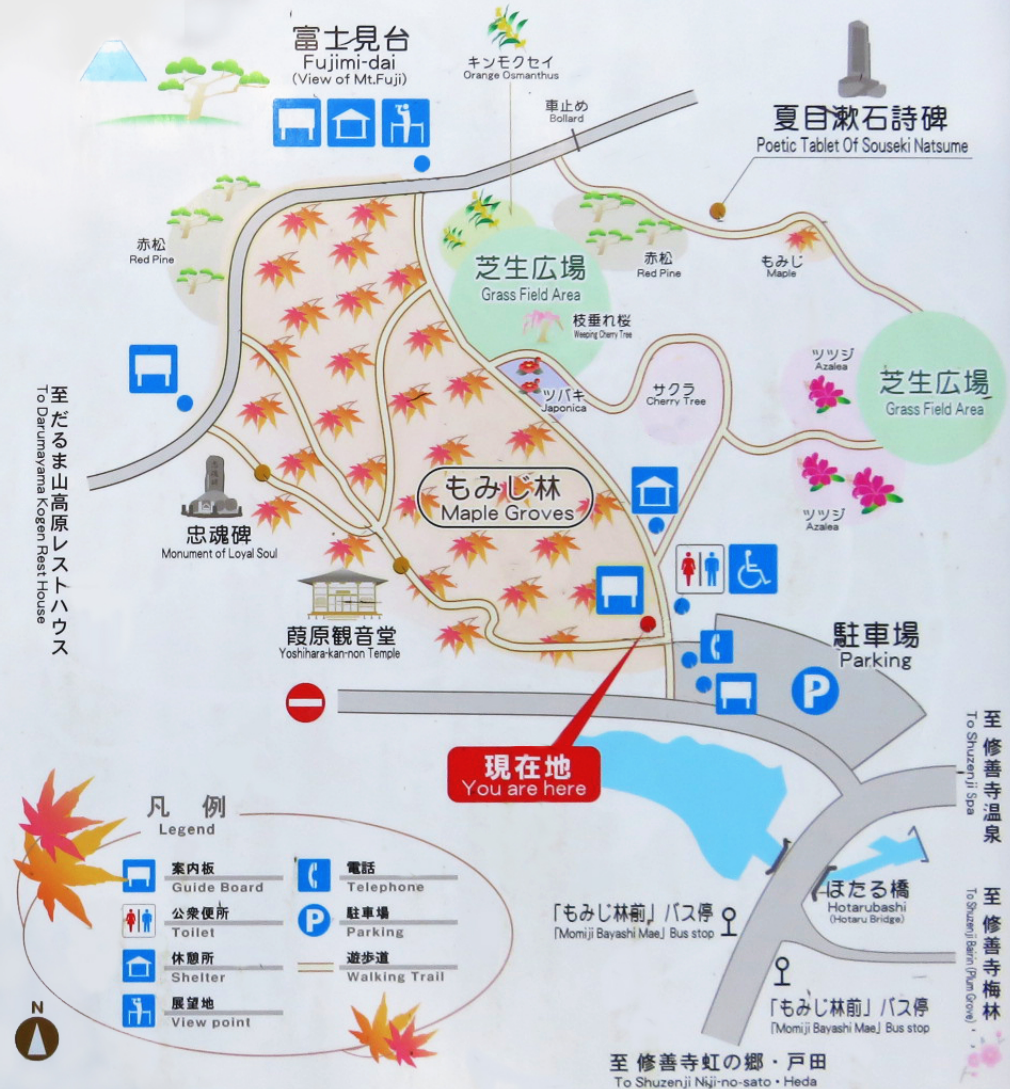 富士見台
Fujimi-dai
(View of Mt.Fuji)
キンモクセイ
Orange Osmanthus
車止め
Bollard
夏目漱石詩碑
Poetic Tablet Of Souseki Natsume
赤松
Red Pine
芝生広場
Grass Field Area
赤松
Red Pine
もみじ
Maple
枝垂れ桜
Weeping Cherry Tree
ツバキ
Japonica
サクラ
Cherry Tree
ツツジ
Azalea
芝生広場
Grass Field Area
ツツジ
Azalea
至 だるま山高原レストハウス
To Darumayama Kogen Rest House
もみじ林
Maple Groves
忠魂碑
Monument of Loyal Soul
葭原観音堂
Yoshihara-kan-non Temple
駐車場
Parking
P
現在地
You are here
至 修善寺温泉
To Shuzenji Spa
凡例
Legend
案内板
Guide Board
公衆便所
Toilet
休憩所
Shelter
展望地
View point
電話
Telephone
P
駐車場
Parking
遊歩道
Walking Trail
ほたる橋
Hotarubashi
(Hotaru Bridge)
「もみじ林前」バス停
「Momiji Bayashi Mae」 Bus stop
「もみじ林前」バス停
「Momiji Bayashi Mae」 Bus stop
至 修善寺梅林
To Shuzenji Bairin (Plum Grove)
至 修善寺虹の郷・戸田
To Shuzenji Niji-no-sato・Heda
N